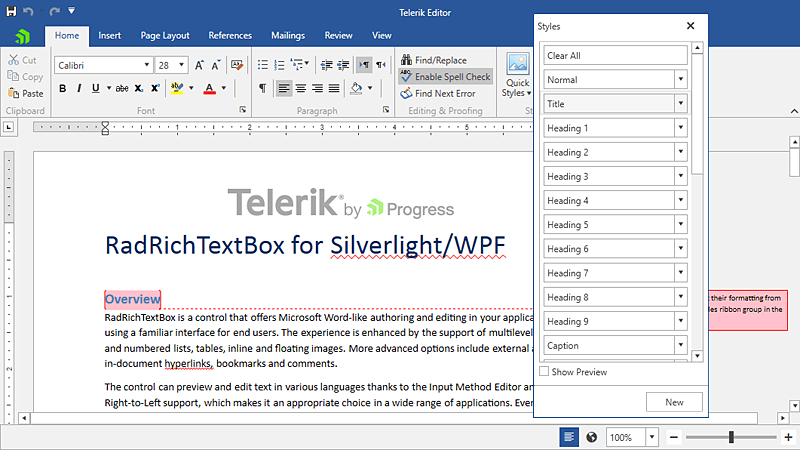 Telerik Editor
Home Insert Page Layout References Mailings Review View
Cut
Copy
Paste
Clipboard
Calibri 28
B I U abc X₂ X² A
Font
Paragraph
Find/Replace
Enable Spell Check
Find Next Error
Editing & Proofing
Quick
Styles
Telerik by Progress
RadRichTextBox for Silverlight/WPF
Overview
RadRichTextBox is a control that offers Microsoft Word-like authoring and editing in your applica
using a familiar interface for end users. The experience is enhanced by the support of multilevel
and numbered lists, tables, inline and floating images. More advanced options include external a
in-document hyperlinks, bookmarks and comments.
The control can preview and edit text in various languages thanks to the Input Method Editor an
Right-to-Left support, which makes it an appropriate choice in a wide range of applications. Even
their formatting from
les ribbon group in the
Styles
Clear All
Normal
Title
Heading 1
Heading 2
Heading 3
Heading 4
Heading 5
Heading 6
Heading 7
Heading 8
Heading 9
Caption
Show Preview
New
100%